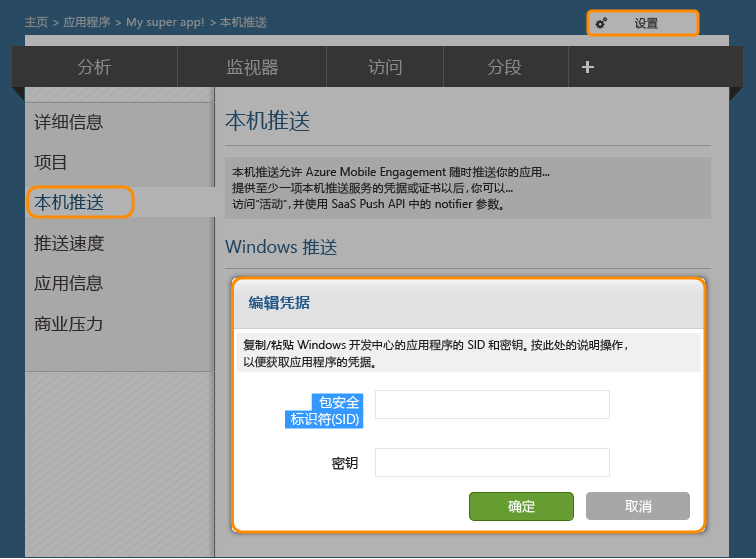 主页 > 应用程序 > My super app! > 本机推送
设置
分析 监视器 访问 分段 +
详细信息
项目
本机推送
推送速度
应用信息
商业压力
本机推送
本机推送允许 Azure Mobile Engagement 随时推送你的应用...
提供至少一项本机推送服务的凭据或证书以后，你可以...
访问“活动”，并使用 SaaS Push API 中的 notifier 参数。
Windows 推送
编辑凭据
复制/粘贴 Windows 开发中心的应用程序的 SID 和密钥。按此处的说明操作，
以便获取应用程序的凭据。
包安全
标识符(SID)
密钥
确定 取消